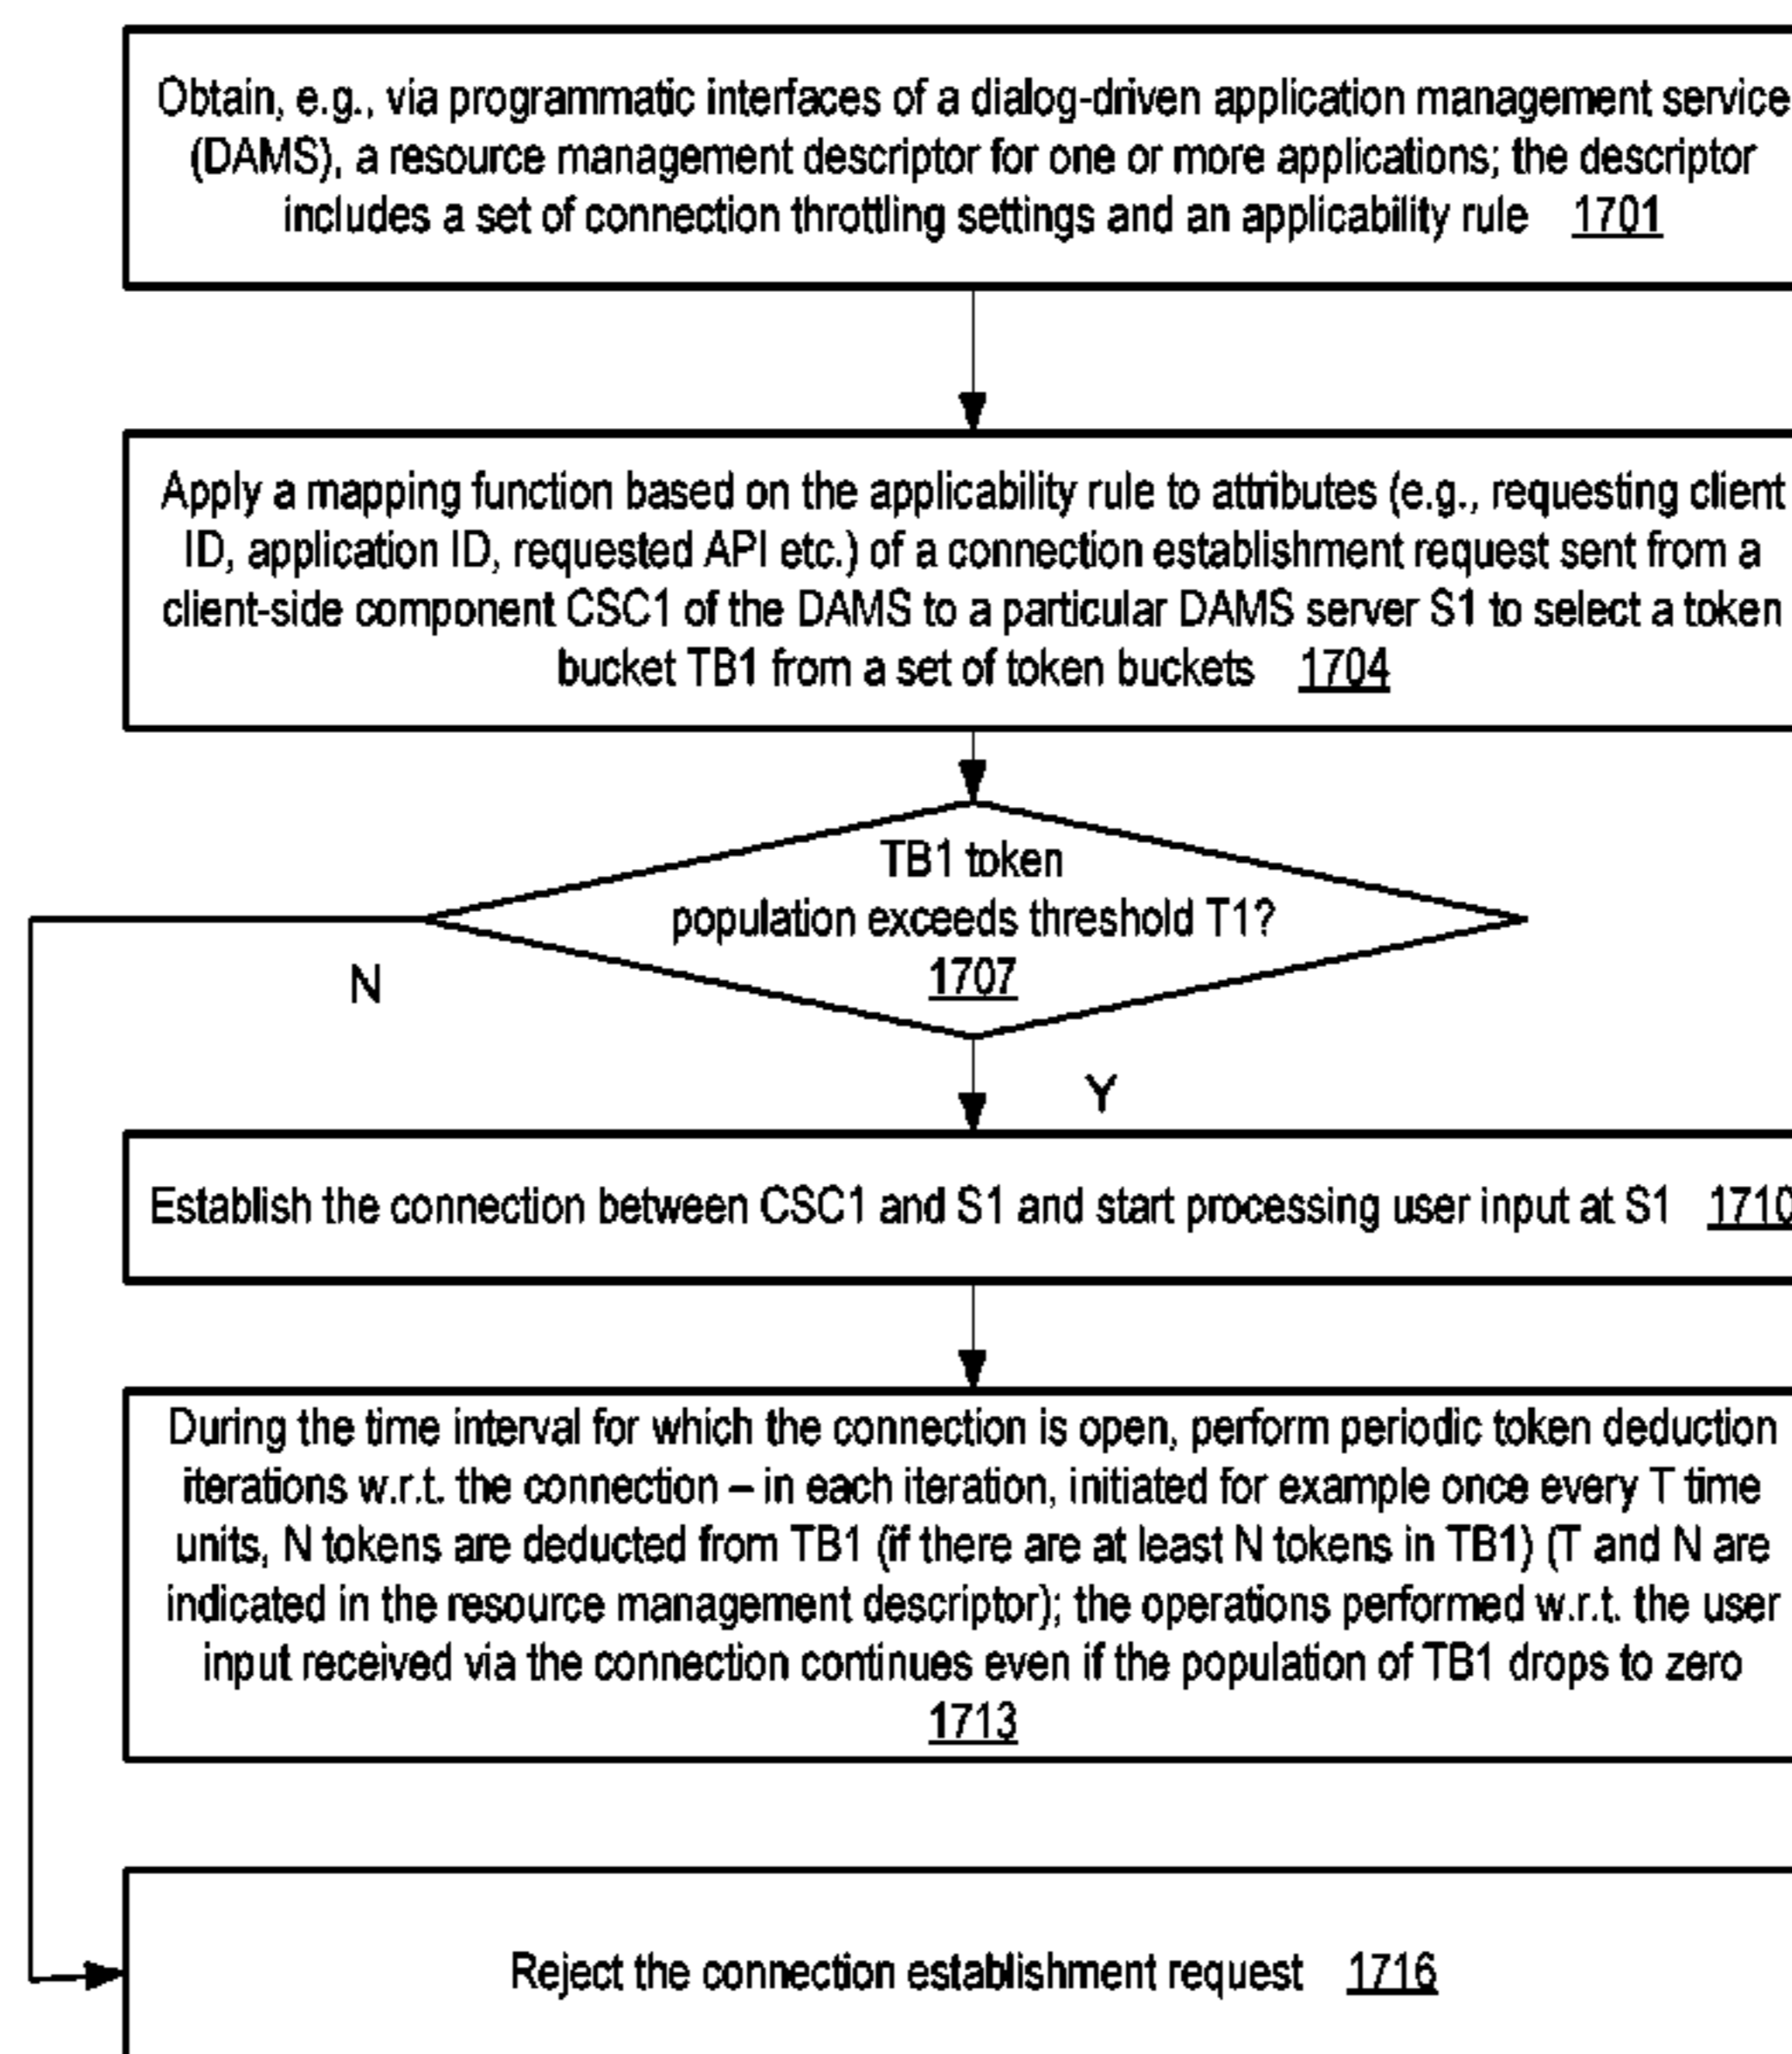 Obtain, e.g., via programmatic interfaces of a dialog-driven application management service
(DAMS), a resource management descriptor for one or more applications; the descriptor
includes a set of connection throttling settings and an applicability rule 1701
Apply a mapping function based on the applicability rule to attributes (e.g., requesting client
ID, application ID, requested API etc.) of a connection establishment request sent from a
client-side component CSC1 of the DAMS to a particular DAMS server S1 to select a token
bucket TB1 from a set of token buckets 1704
TB1 token
population exceeds threshold T1?
1707
N
Y
Establish the connection between CSC1 and S1 and start processing user input at S1 1710
During the time interval for which the connection is open, perform periodic token deduction
iterations w.r.t. the connection – in each iteration, initiated for example once every T time
units, N tokens are deducted from TB1 (if there are at least N tokens in TB1) (T and N are
indicated in the resource management descriptor); the operations performed w.r.t. the user
input received via the connection continues even if the population of TB1 drops to zero
1713
Reject the connection establishment request 1716